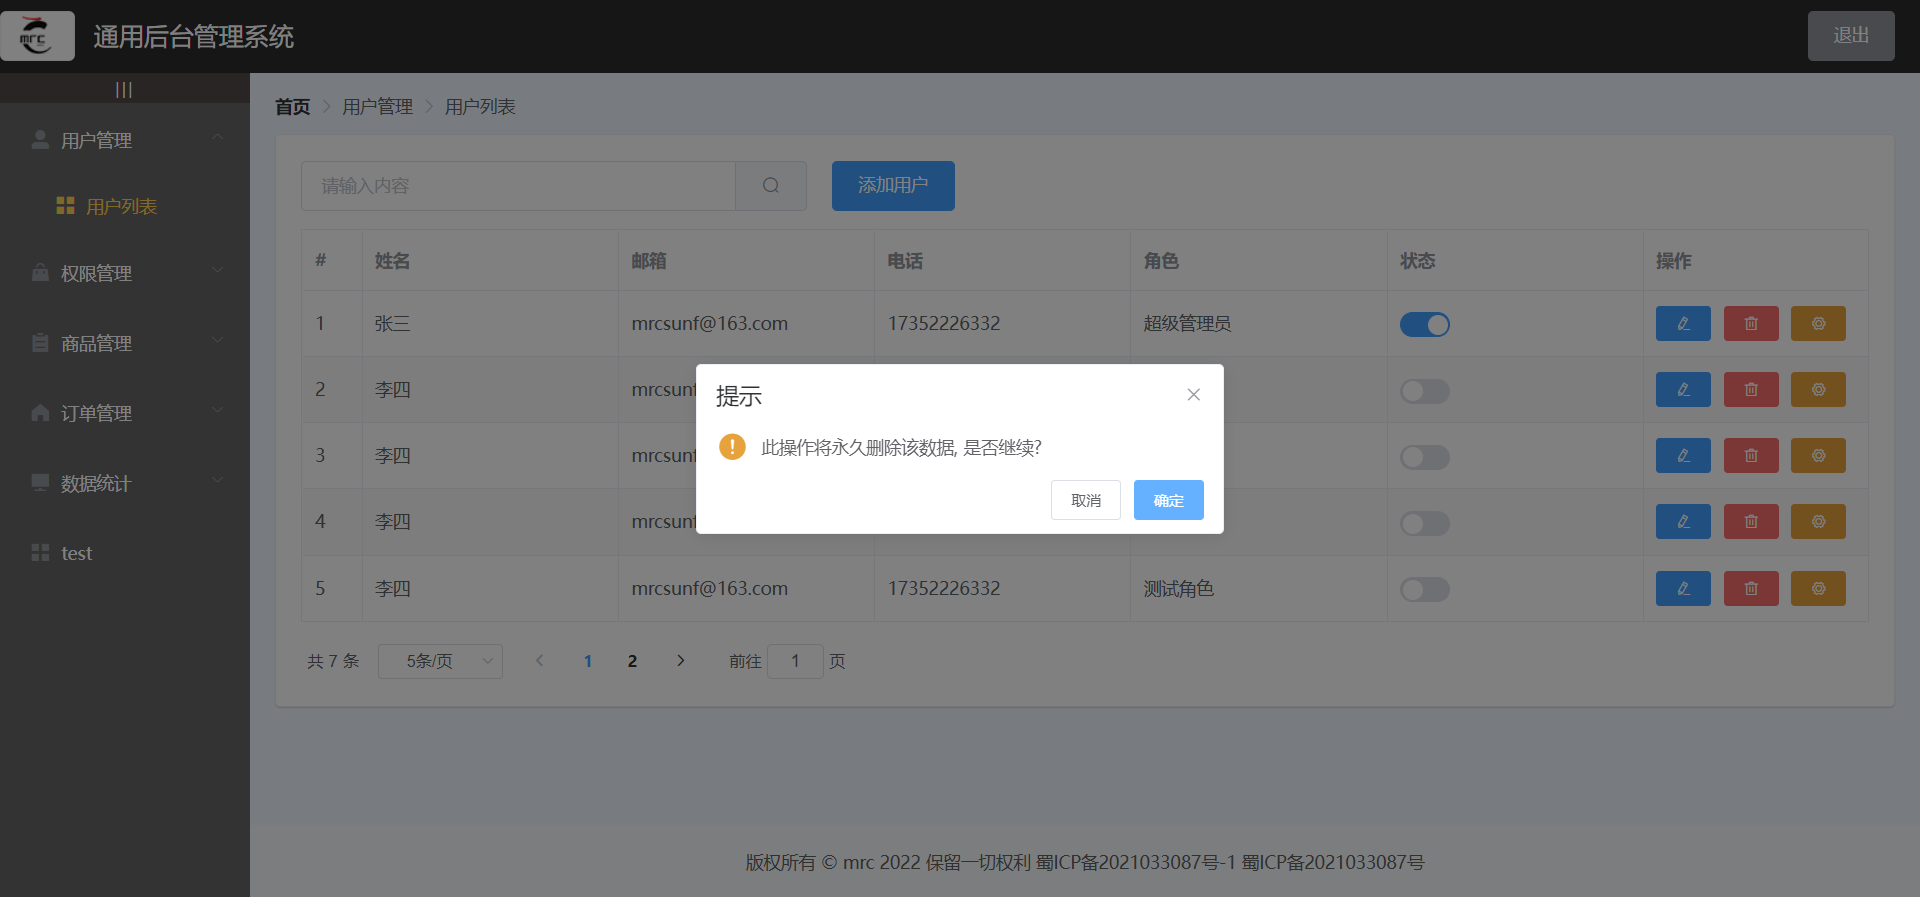 mrc
通用后台管理系统
退出
|||
用户管理
用户列表
权限管理
商品管理
订单管理
数据统计
test
首页 > 用户管理 > 用户列表
请输入内容
添加用户
# 姓名 邮箱 电话 角色 状态 操作
1 张三 mrcsunf@163.com 17352226332 超级管理员
2 李四 mrcsunf
3 李四 mrcsunf
4 李四 mrcsunf
5 李四 mrcsunf@163.com 17352226332 测试角色
提示
此操作将永久删除该数据, 是否继续?
取消 确定
共 7 条 5条/页 < 1 2 > 前往 1 页
版权所有 © mrc 2022 保留一切权利 蜀ICP备2021033087号-1 蜀ICP备2021033087号